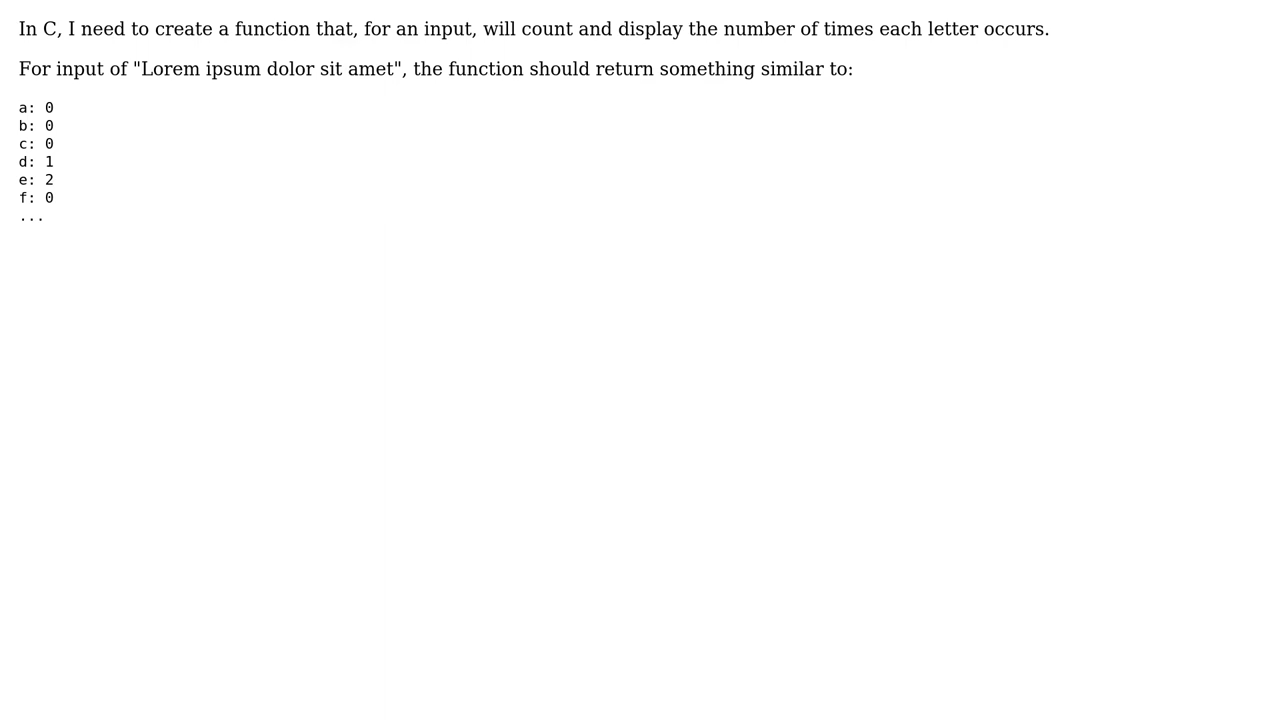 In C, I need to create a function that, for an input, will count and display the number of times each letter occurs.
For input of "Lorem ipsum dolor sit amet", the function should return something similar to:
a: 0
b: 0
c: 0
d: 1
e: 2
f: 0
...